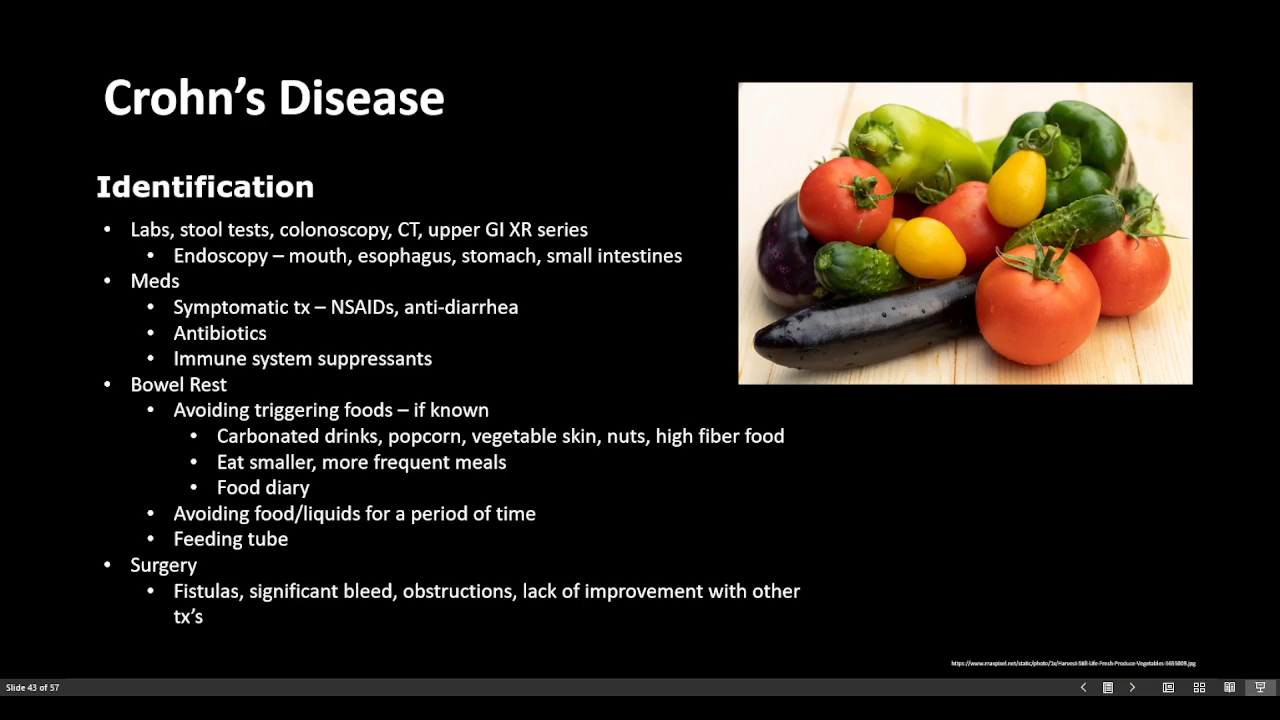 Crohn's Disease
Identification
• Labs, stool tests, colonoscopy, CT, upper GI XR series
• Endoscopy – mouth, esophagus, stomach, small intestines
• Meds
• Symptomatic tx – NSAIDs, anti-diarrhea
• Antibiotics
• Immune system suppressants
• Bowel Rest
• Avoiding triggering foods – if known
• Carbonated drinks, popcorn, vegetable skin, nuts, high fiber food
• Eat smaller, more frequent meals
• Food diary
• Avoiding food/liquids for a period of time
• Feeding tube
• Surgery
• Fistulas, significant bleed, obstructions, lack of improvement with other
tx's
Slide 43 of 57